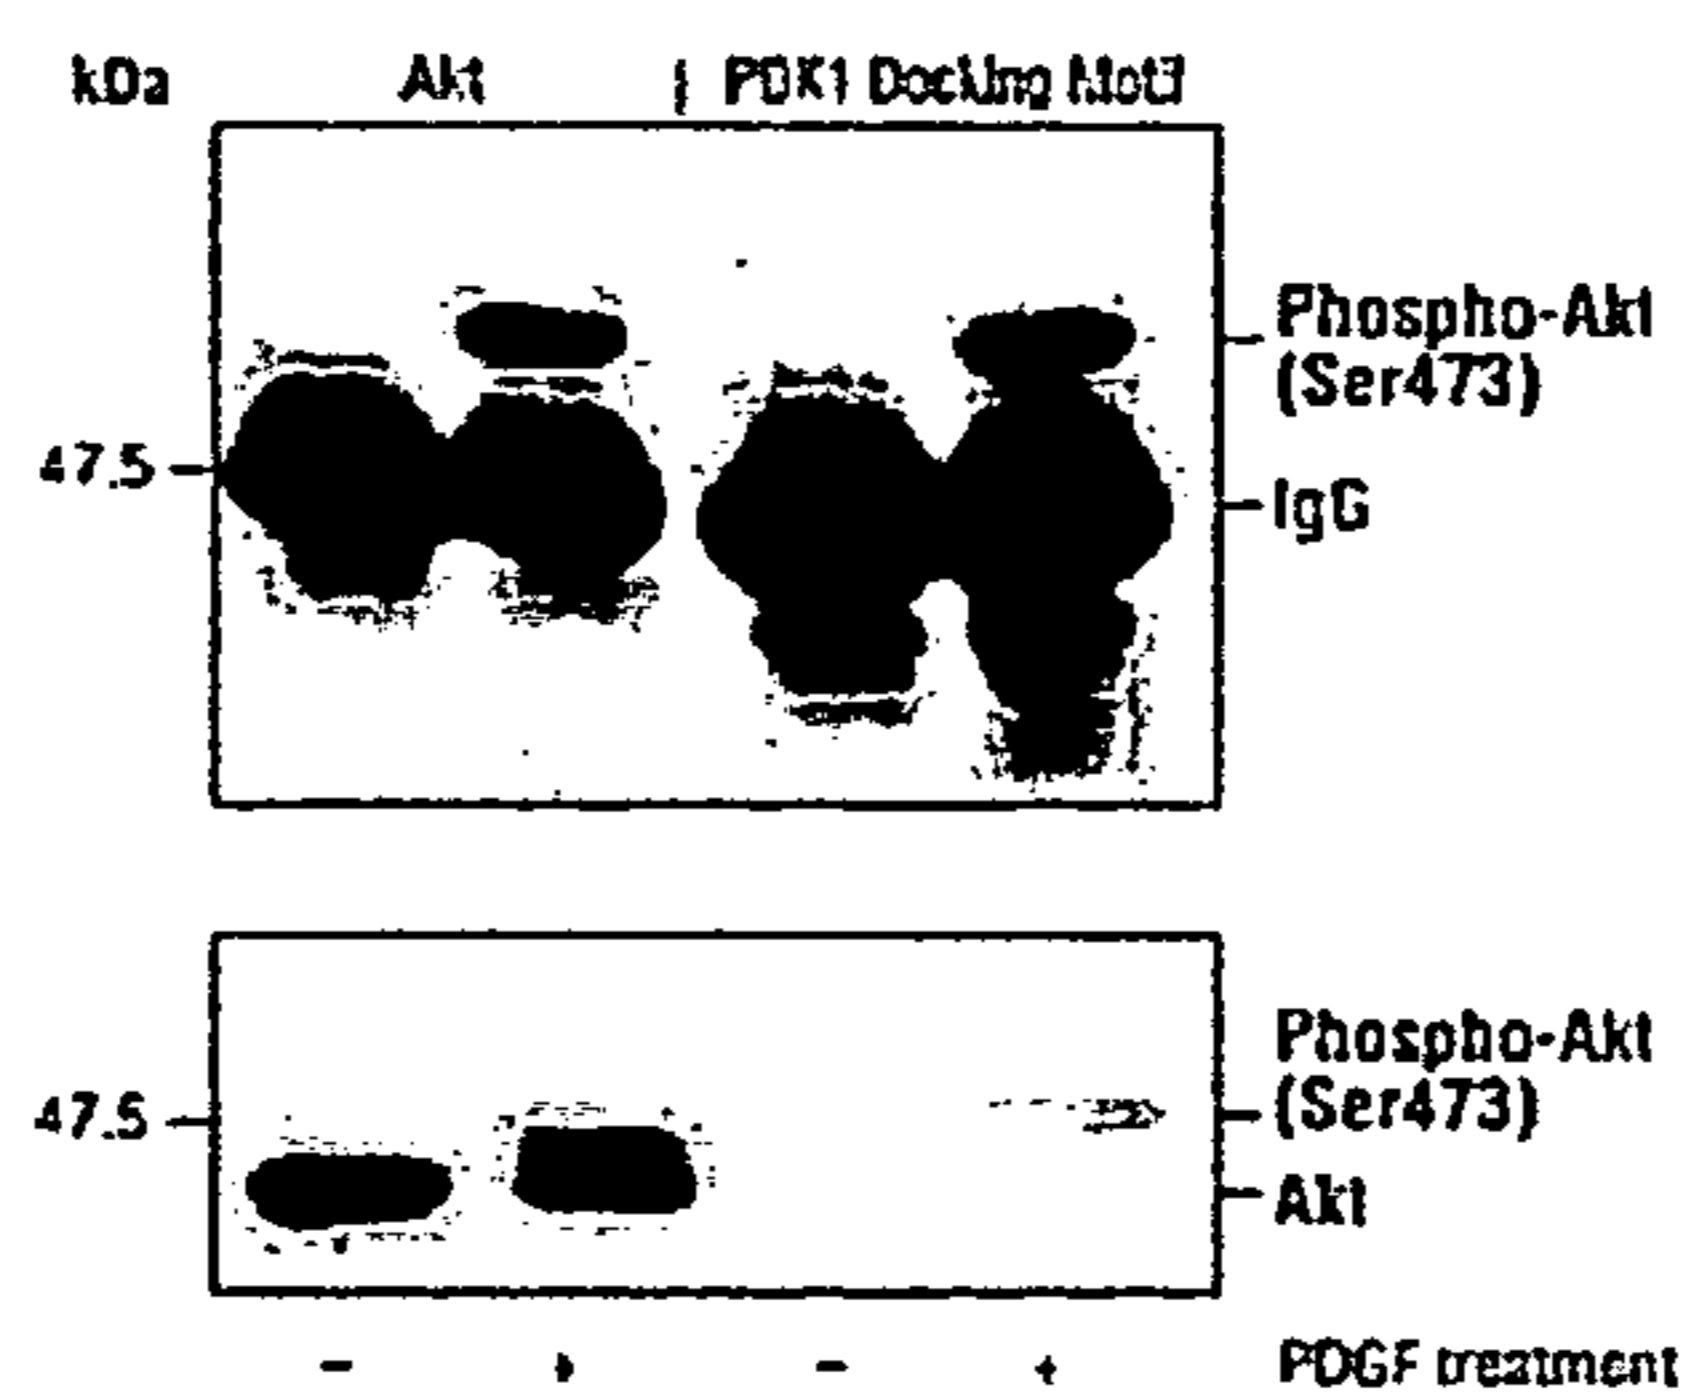 kDa Akt | PDK1 Docking Motif
Phospho-Akt
(Ser473)
47.5
IgG
Phospho-Akt
47.5
(Ser473)
Akt
- + - + PDGF treatment